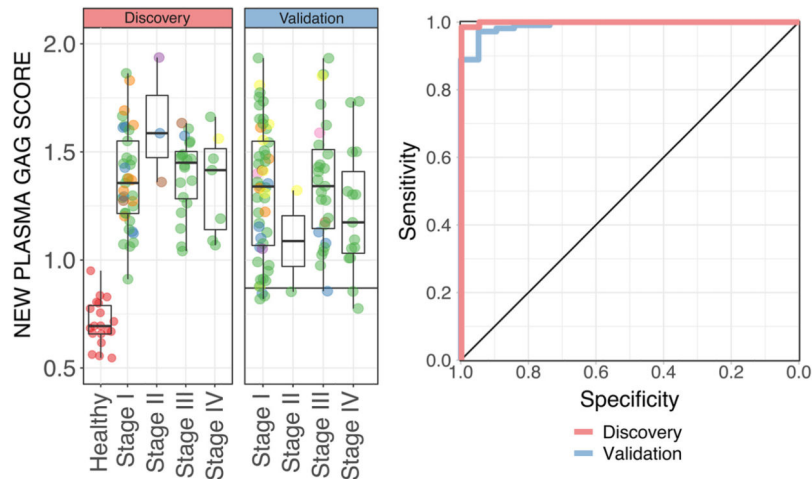 Discovery
Validation
NEW PLASMA GAG SCORE
2.0
1.5
1.0
0.5
Healthy
Stage I
Stage II
Stage III
Stage IV
Stage I
Stage II
Stage III
Stage IV
Sensitivity
1.0
0.8
0.6
0.4
0.2
0.0
1.0 0.8 0.6 0.4 0.2 0.0
Specificity
Discovery
Validation